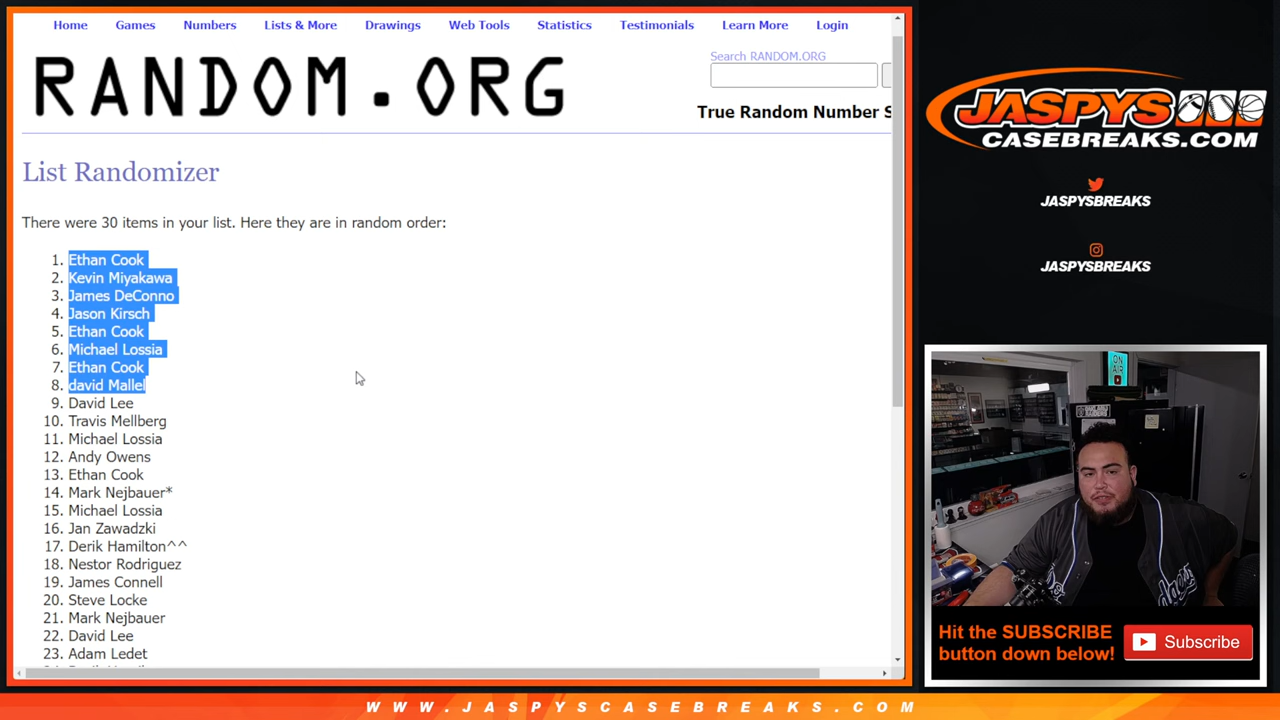 Home Games Numbers Lists & More Drawings Web Tools Statistics Testimonials Learn More Login
RANDOM.ORG
Search RANDOM.ORG
True Random Number S
List Randomizer
There were 30 items in your list. Here they are in random order:
1. Ethan Cook
2. Kevin Miyakawa
3. James DeConno
4. Jason Kirsch
5. Ethan Cook
6. Michael Lossia
7. Ethan Cook
8. david Mallel
9. David Lee
10. Travis Mellberg
11. Michael Lossia
12. Andy Owens
13. Ethan Cook
14. Mark Nejbauer*
15. Michael Lossia
16. Jan Zawadzki
17. Derik Hamilton^^
18. Nestor Rodriguez
19. James Connell
20. Steve Locke
21. Mark Nejbauer
22. David Lee
23. Adam Ledet
JASPYS
CASEBREAKS.COM
JASPYSBREAKS
JASPYSBREAKS
ON
AIR
Hit the SUBSCRIBE
button down below!
Subscribe
WWW.JASPYSCASEBREAKS.COM